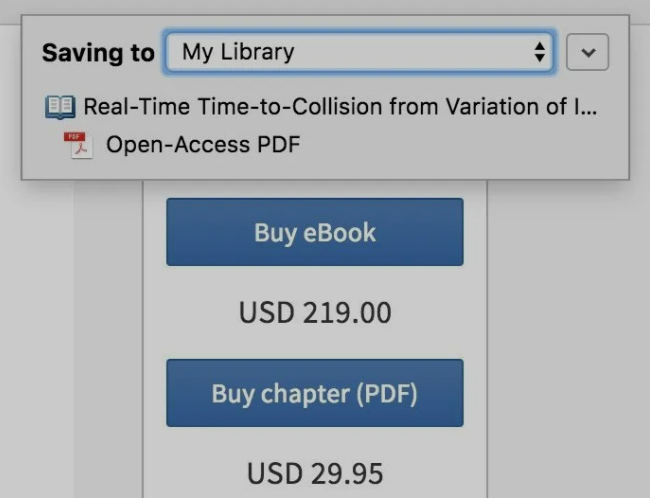 Saving to My Library
Real-Time Time-to-Collision from Variation of I...
PDF Open-Access PDF
Buy eBook
USD 219.00
Buy chapter (PDF)
USD 29.95